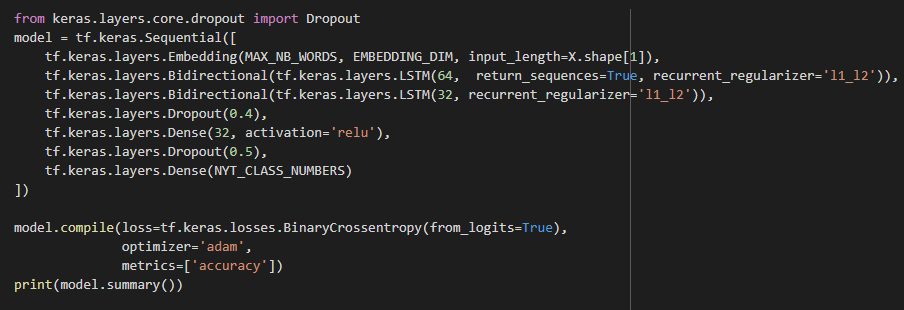 from keras.layers.core.dropout import Dropout
model = tf.keras.Sequential([
    tf.keras.layers.Embedding(MAX_NB_WORDS, EMBEDDING_DIM, input_length=X.shape[1]),
    tf.keras.layers.Bidirectional(tf.keras.layers.LSTM(64,  return_sequences=True, recurrent_regularizer='l1_l2')),
    tf.keras.layers.Bidirectional(tf.keras.layers.LSTM(32, recurrent_regularizer='l1_l2')),
    tf.keras.layers.Dropout(0.4),
    tf.keras.layers.Dense(32, activation='relu'),
    tf.keras.layers.Dropout(0.5),
    tf.keras.layers.Dense(NYT_CLASS_NUMBERS)
])

model.compile(loss=tf.keras.losses.BinaryCrossentropy(from_logits=True),
              optimizer='adam',
              metrics=['accuracy'])
print(model.summary())